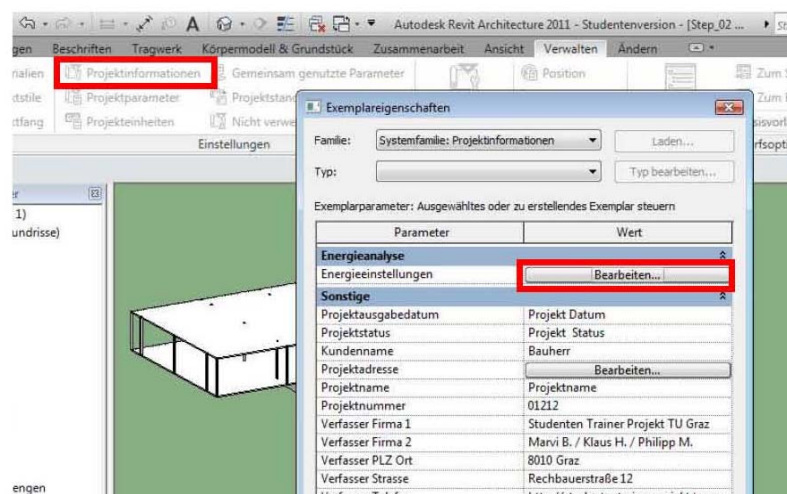 A Autodesk Revit Architecture 2011 - Studentenversion - [Step_02 ...
gen Beschriften Tragwerk Körpermodell & Grundstück Zusammenarbeit Ansicht Verwalten Ändern
nalien Projektinformationen Gemeinsam genutzte Parameter Position Zum
dstile Projektparameter Projektstan Zum
ttfang Projekteinheiten Nicht verwe sisvorl
Einstellungen rfsopti
Exemplareigenschaften
Familie: Systemfamilie: Projektinformationen Laden...
Typ: Typ bearbeiten...
Exemplarparameter: Ausgewähltes oder zu erstellendes Exemplar steuern
Parameter Wert
Energieanalyse
Energieeinstellungen Bearbeiten...
Sonstige
Projektausgabedatum Projekt Datum
Projektstatus Projekt Status
Kundenname Bauherr
Projektadresse Bearbeiten...
Projektname Projektname
Projektnummer 01212
Verfasser Firma 1 Studenten Trainer Projekt TU Graz
Verfasser Firma 2 Marvi B. / Klaus H. / Philipp M.
Verfasser PLZ Ort 8010 Graz
Verfasser Strasse Rechbauerstraße 12
1)
undrisse)
engen